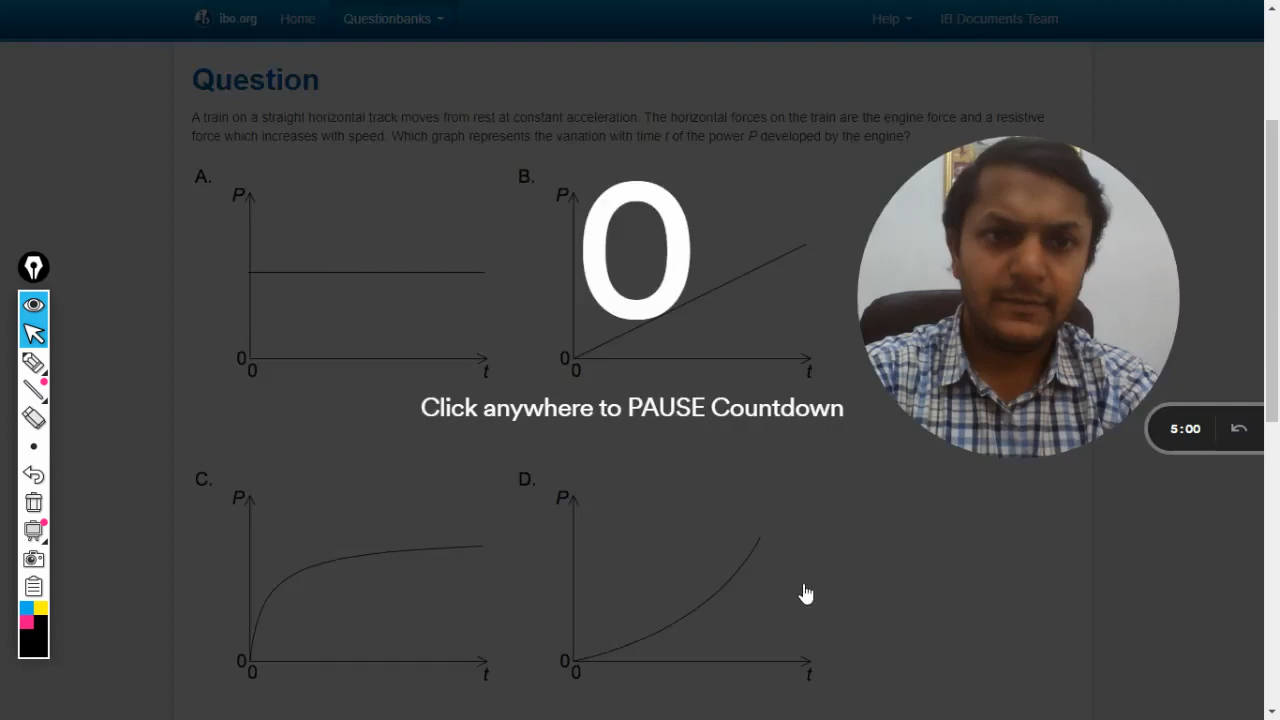 ibo.org Home Questionbanks Help IB Documents Team
Question
A train on a straight horizontal track moves from rest at constant acceleration. The horizontal forces on the train are the engine force and a resistive
force which increases with speed. Which graph represents the variation with time t of the power P developed by the engine?
A. B.
P P
0
0 0
0 t 0 t
Click anywhere to PAUSE Countdown
5:00
C. D.
P P
0 0
0 t 0 t